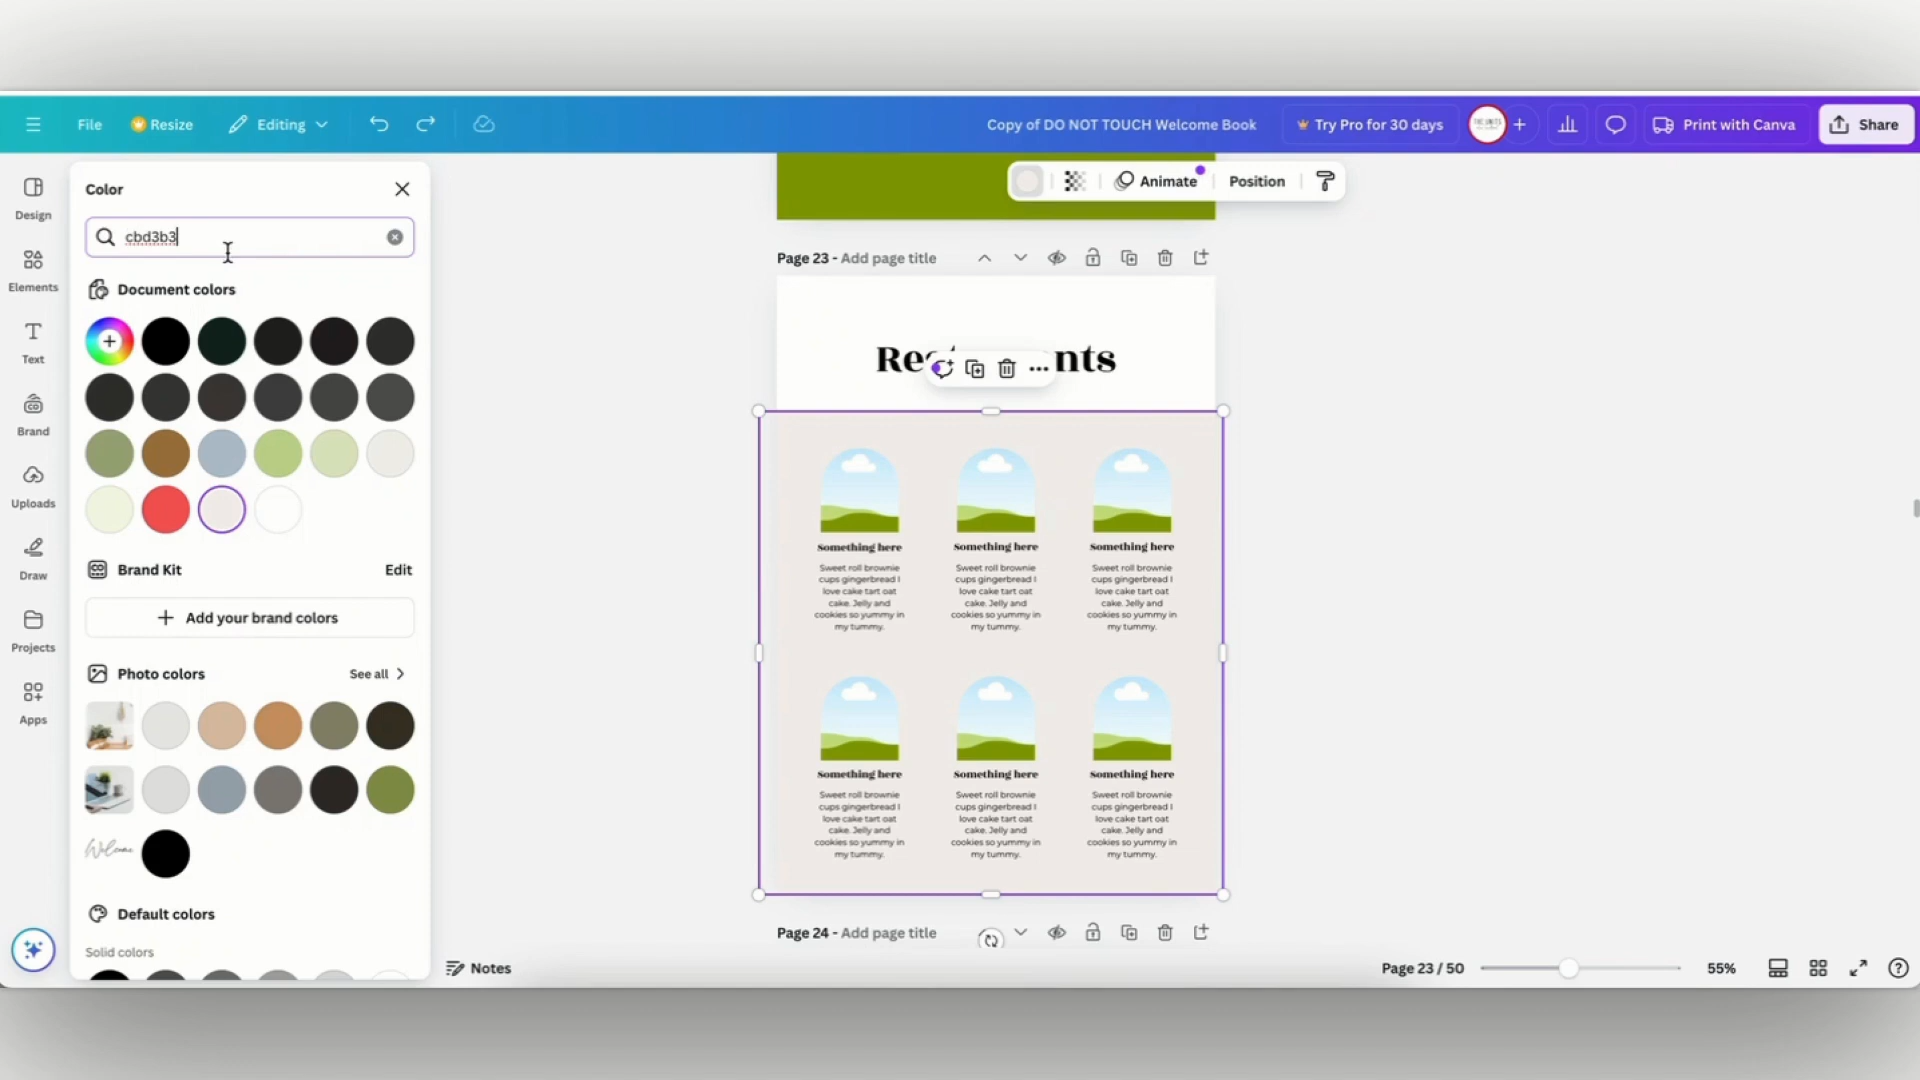 File
Resize
Editing
Copy of DO NOT TOUCH Welcome Book
Try Pro for 30 days
Print with Canva
Share
Design
Elements
Text
Brand
Uploads
Draw
Projects
Apps
Color
cbd3b3
Document colors
Brand Kit
Edit
Add your brand colors
Photo colors
See all
Welcome
Default colors
Solid colors
Animate
Position
Page 23 - Add page title
Something here
Sweet roll brownie
cups gingerbread I
love cake tart oat
cake. Jelly and
cookies so yummy in
my tummy.
Something here
Sweet roll brownie
cups gingerbread I
love cake tart oat
cake. Jelly and
cookies so yummy in
my tummy.
Something here
Sweet roll brownie
cups gingerbread I
love cake tart oat
cake. Jelly and
cookies so yummy in
my tummy.
Something here
Sweet roll brownie
cups gingerbread I
love cake tart oat
cake. Jelly and
cookies so yummy in
my tummy.
Something here
Sweet roll brownie
cups gingerbread I
love cake tart oat
cake. Jelly and
cookies so yummy in
my tummy.
Something here
Sweet roll brownie
cups gingerbread I
love cake tart oat
cake. Jelly and
cookies so yummy in
my tummy.
Page 24 - Add page title
Notes
Page 23 / 50
55%